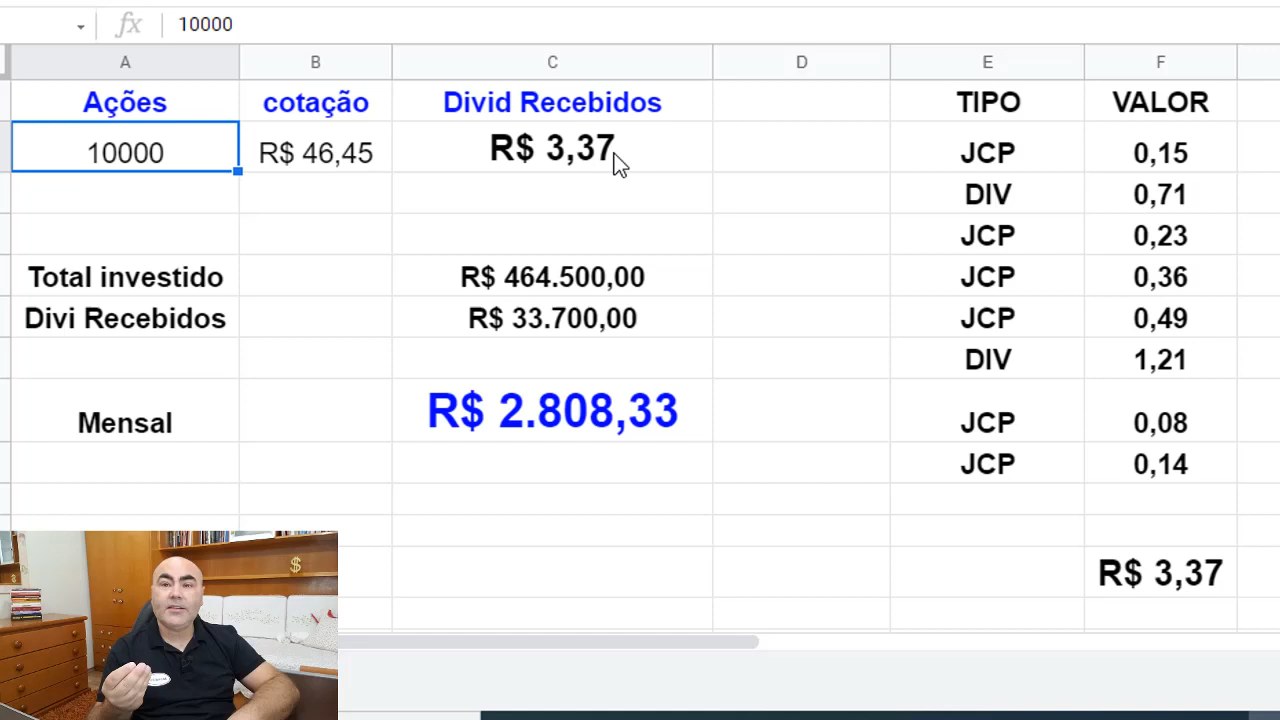 fx 10000
A B C D E F
Ações cotação Divid Recebidos TIPO VALOR
10000 R$ 46,45 R$ 3,37 JCP 0,15
DIV 0,71
JCP 0,23
Total investido R$ 464.500,00 JCP 0,36
Divi Recebidos R$ 33.700,00 JCP 0,49
DIV 1,21
Mensal R$ 2.808,33 JCP 0,08
JCP 0,14
$
R$ 3,37